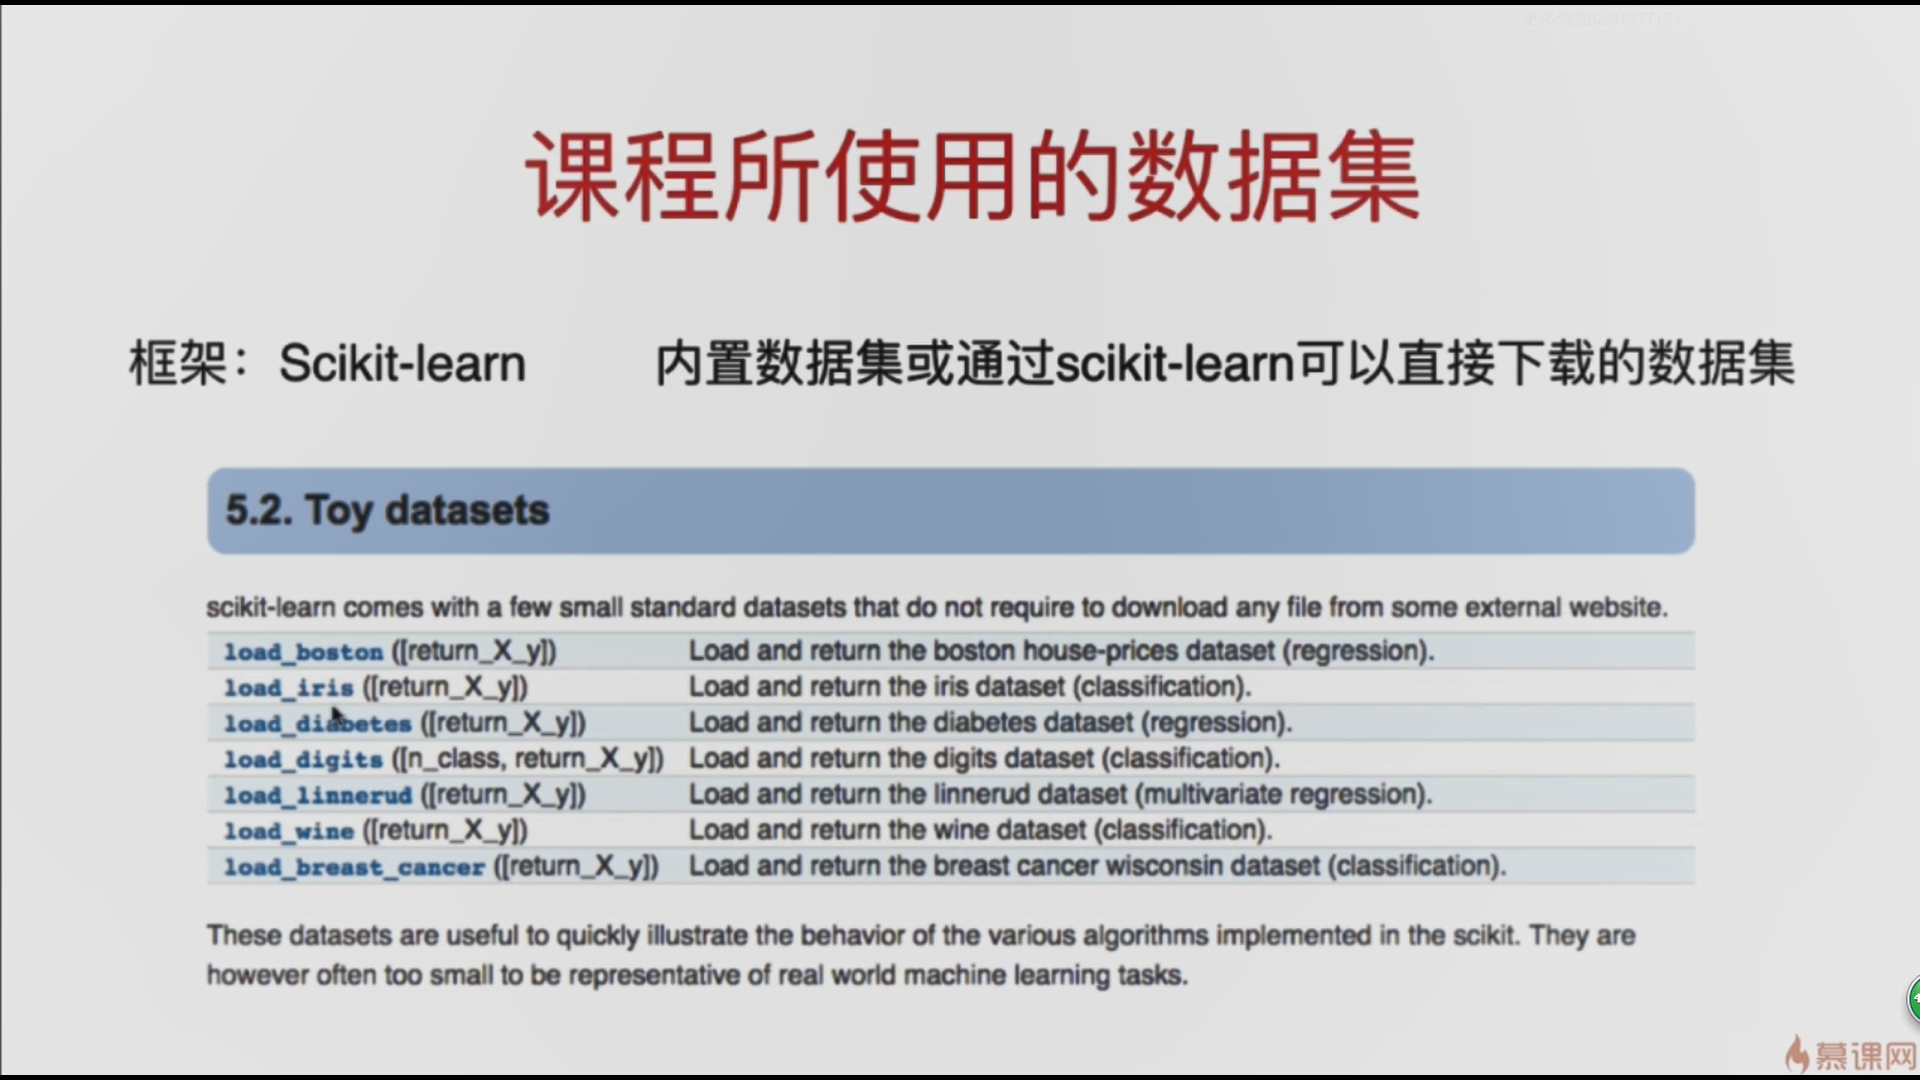 课程所使用的数据集
框架：Scikit-learn 内置数据集或通过scikit-learn可以直接下载的数据集
5.2. Toy datasets
scikit-learn comes with a few small standard datasets that do not require to download any file from some external website.
load_boston ([return_X_y]) Load and return the boston house-prices dataset (regression).
load_iris ([return_X_y]) Load and return the iris dataset (classification).
load_diabetes ([return_X_y]) Load and return the diabetes dataset (regression).
load_digits ([n_class, return_X_y]) Load and return the digits dataset (classification).
load_linnerud ([return_X_y]) Load and return the linnerud dataset (multivariate regression).
load_wine ([return_X_y]) Load and return the wine dataset (classification).
load_breast_cancer ([return_X_y]) Load and return the breast cancer wisconsin dataset (classification).
These datasets are useful to quickly illustrate the behavior of the various algorithms implemented in the scikit. They are
however often too small to be representative of real world machine learning tasks.
慕课网